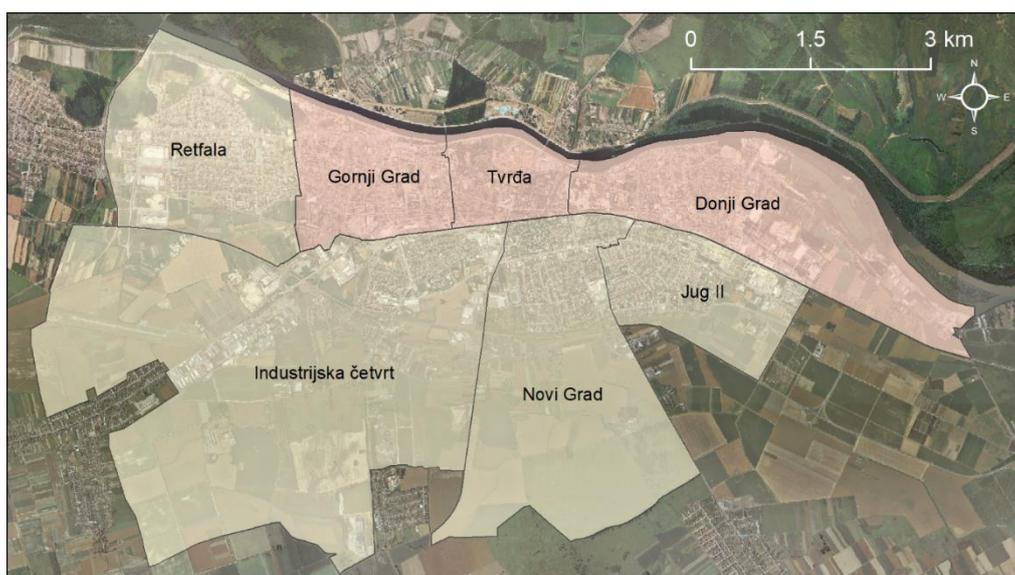 0 1.5 3 km
N
W E
S
Retfala
Gornji Grad
Tvrđa
Donji Grad
Jug II
Industrijska četvrt
Novi Grad